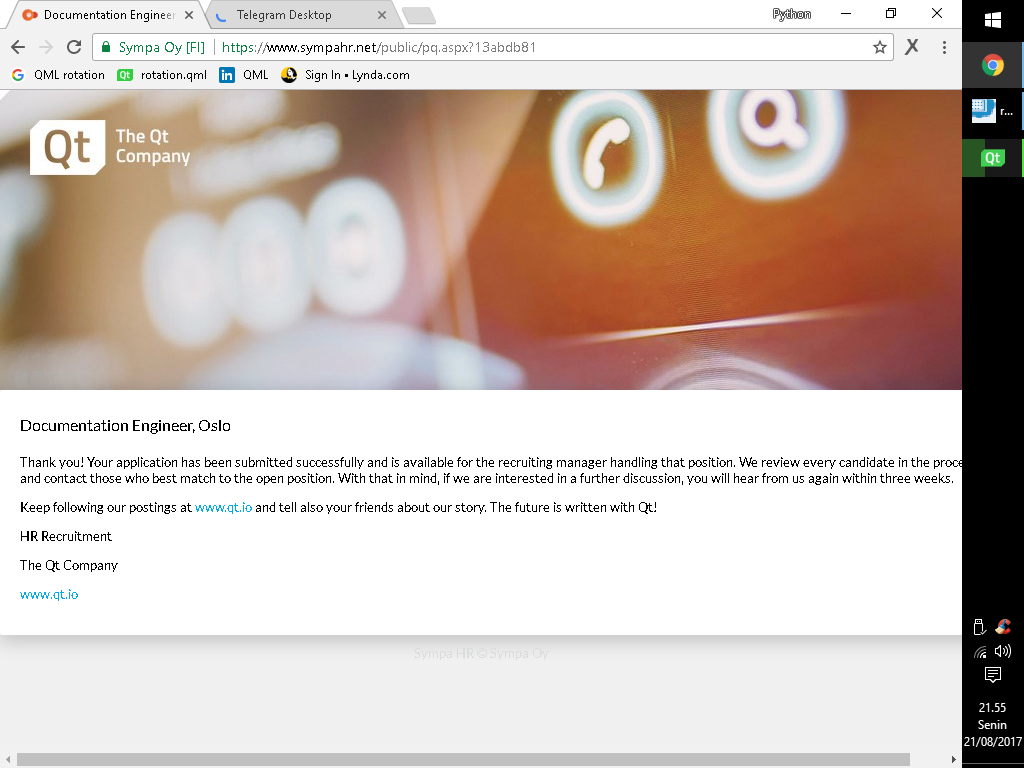 Documentation Engineer
Telegram Desktop
Python
Sympa Oy [FI]
https://www.sympahr.net/public/pq.aspx?13abdb81
X
G QML rotation
Qt rotation.qml
in QML
Sign In • Lynda.com
r...
Qt
Qt
The Qt
Company
Documentation Engineer, Oslo
Thank you! Your application has been submitted successfully and is available for the recruiting manager handling that position. We review every candidate in the proce
and contact those who best match to the open position. With that in mind, if we are interested in a further discussion, you will hear from us again within three weeks.
Keep following our postings at www.qt.io and tell also your friends about our story. The future is written with Qt!
HR Recruitment
The Qt Company
www.qt.io
Sympa HR © Sympa Oy
21.55
Senin
21/08/2017